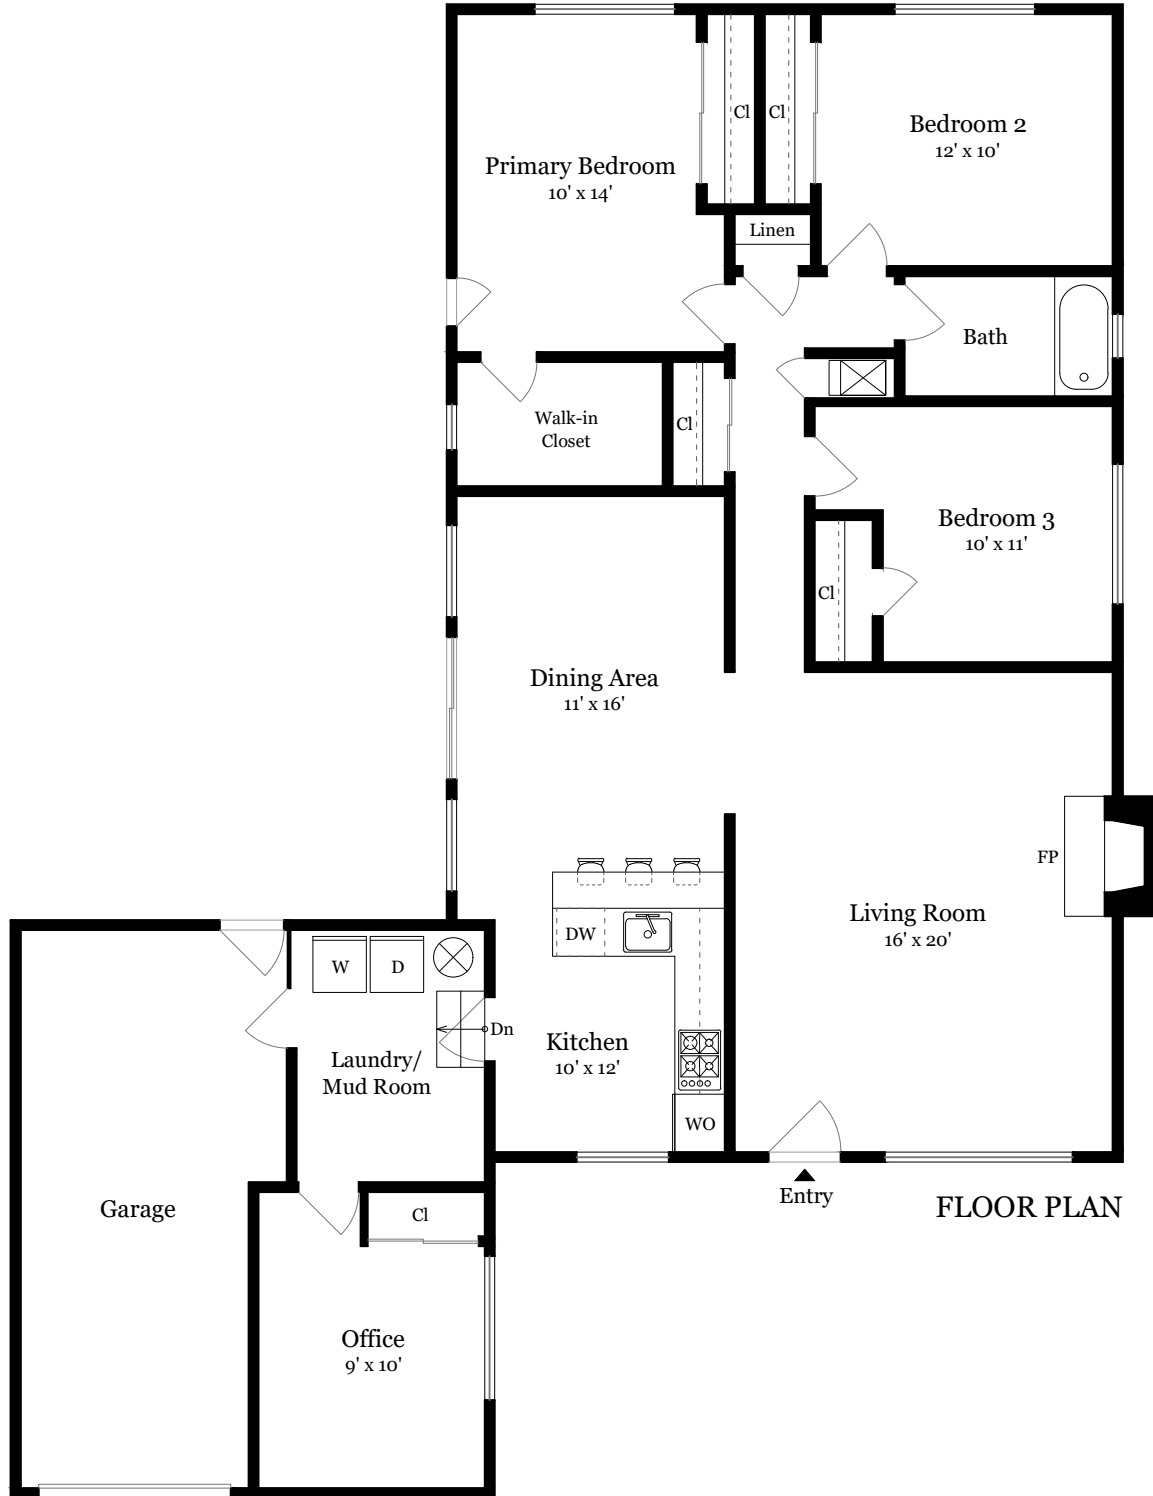 Cl
Cl
Bedroom 2
12' x 10'
Primary Bedroom
10' x 14'
Linen
Bath
Walk-in
Closet
Cl
Bedroom 3
10' x 11'
Cl
Dining Area
11' x 16'
FP
Living Room
16' x 20'
DW
W
D
Dn
Kitchen
10' x 12'
Laundry/
Mud Room
WO
Entry
FLOOR PLAN
Garage
Cl
Office
9' x 10'